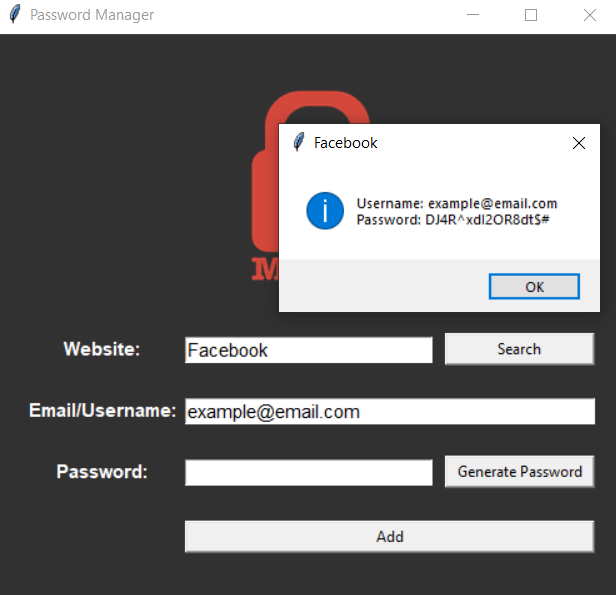 Password Manager
Facebook
Username: example@email.com
Password: DJ4R^xdl2OR8dt$#
OK
M
Website:
Facebook
Search
Email/Username:
example@email.com
Password:
Generate Password
Add